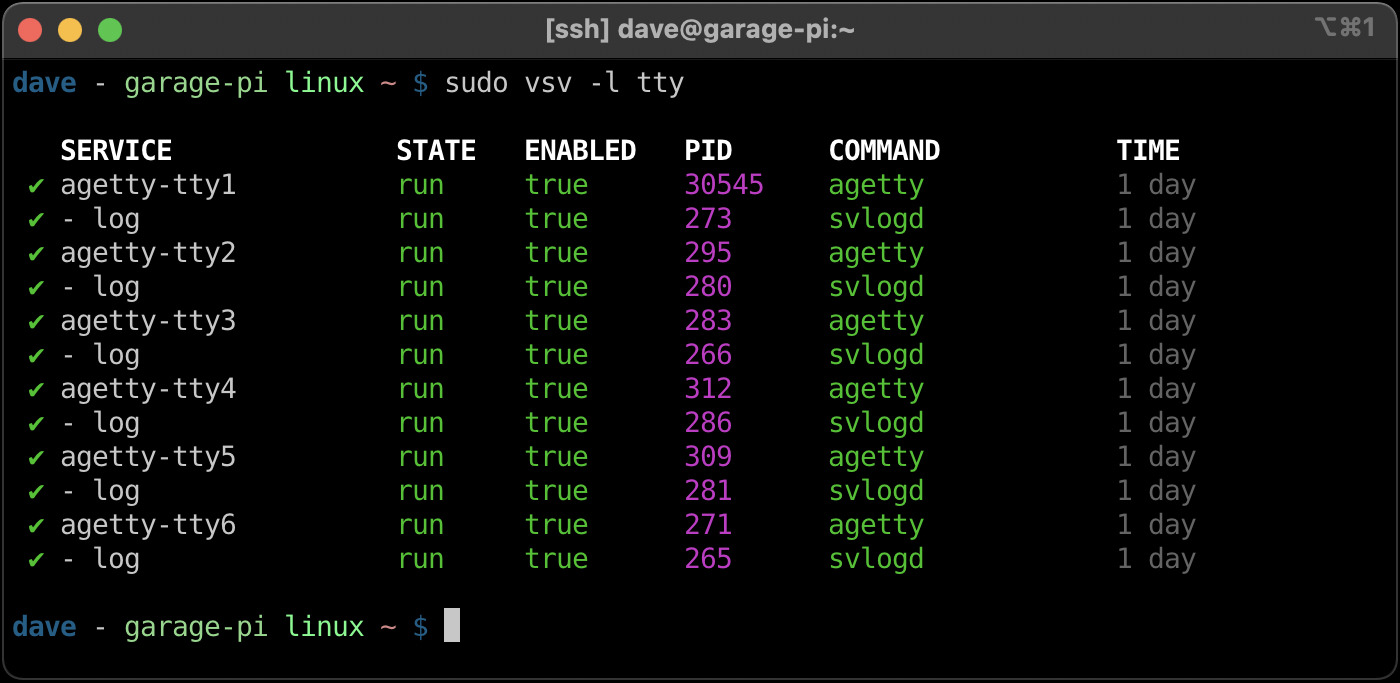 [ssh] dave@garage-pi:~ ⌥⌘1
dave - garage-pi linux ~ $ sudo vsv -l tty
SERVICE STATE ENABLED PID COMMAND TIME
✔ agetty-tty1 run true 30545 agetty 1 day
✔ - log run true 273 svlogd 1 day
✔ agetty-tty2 run true 295 agetty 1 day
✔ - log run true 280 svlogd 1 day
✔ agetty-tty3 run true 283 agetty 1 day
✔ - log run true 266 svlogd 1 day
✔ agetty-tty4 run true 312 agetty 1 day
✔ - log run true 286 svlogd 1 day
✔ agetty-tty5 run true 309 agetty 1 day
✔ - log run true 281 svlogd 1 day
✔ agetty-tty6 run true 271 agetty 1 day
✔ - log run true 265 svlogd 1 day
dave - garage-pi linux ~ $